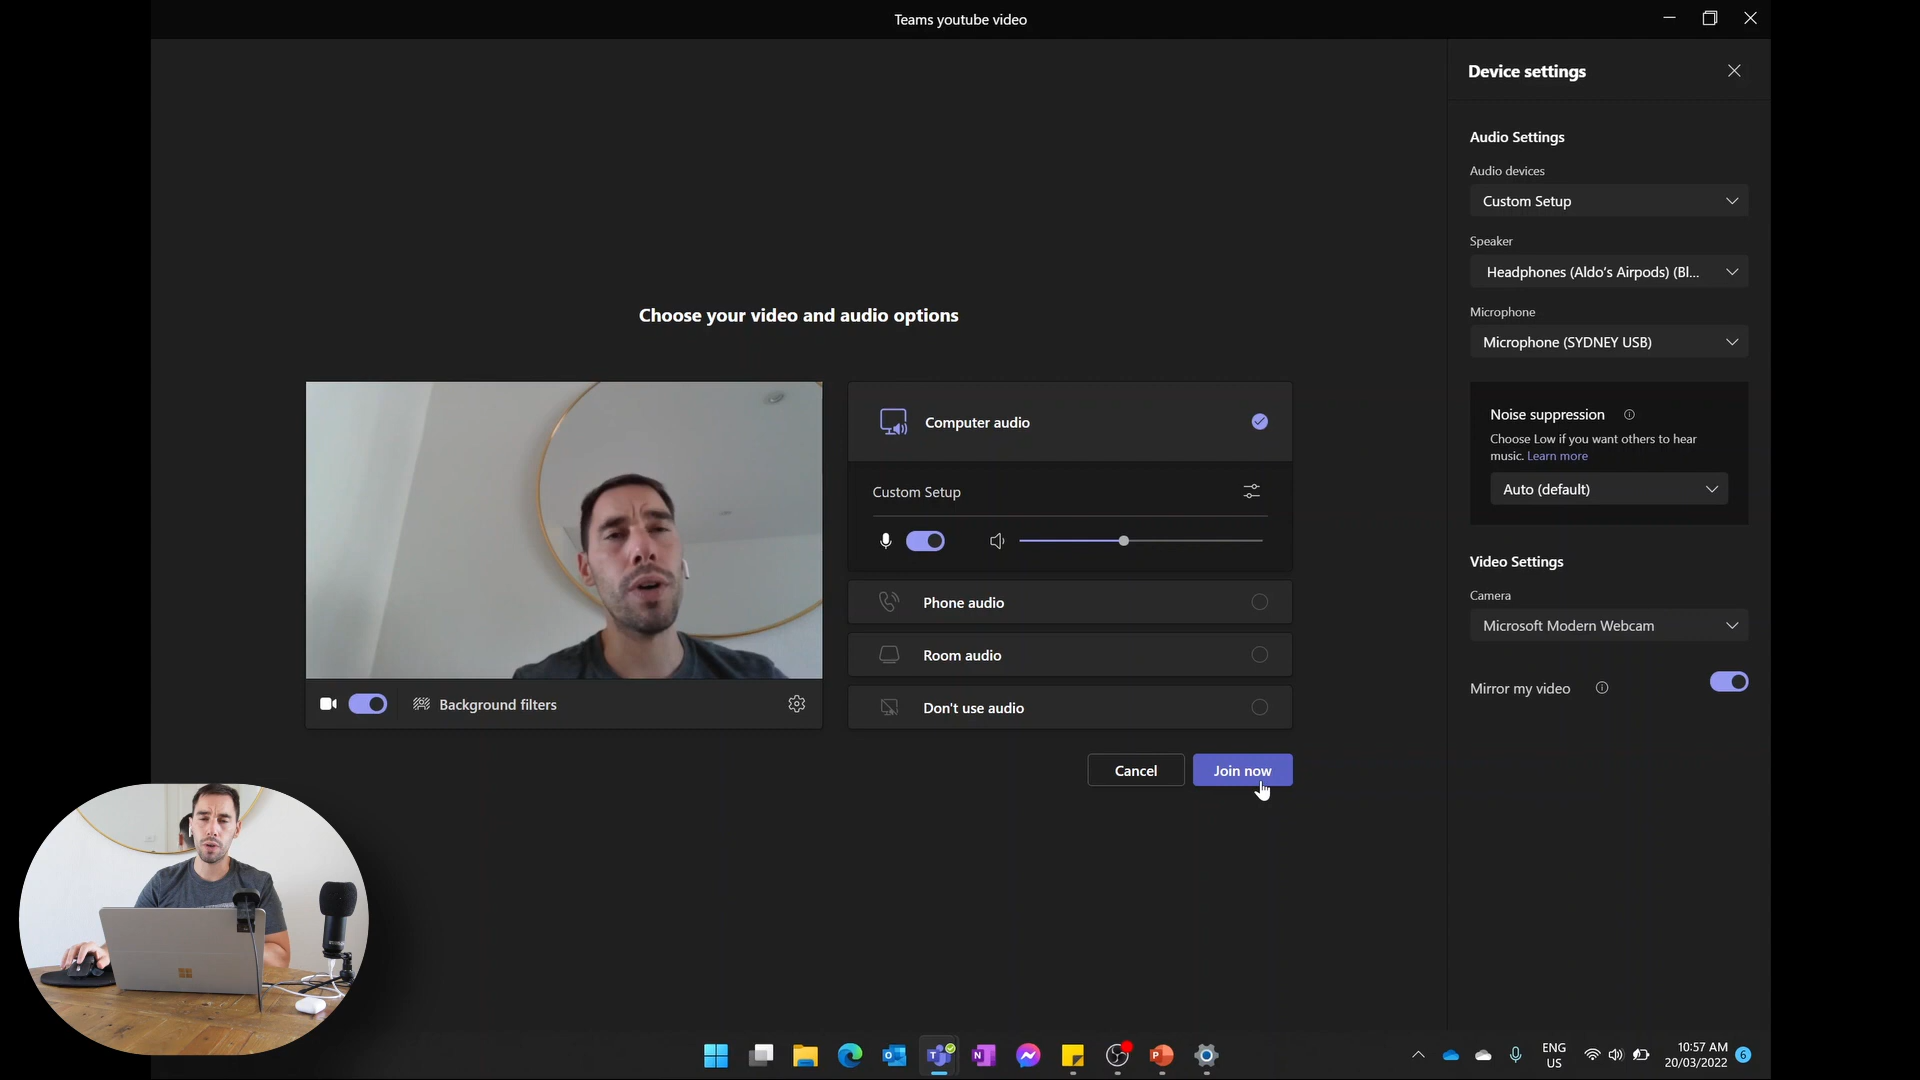 Teams youtube video
Device settings
Audio Settings
Audio devices
Custom Setup
Speaker
Headphones (Aldo's Airpods) (Bl...
Microphone
Microphone (SYDNEY USB)
Noise suppression
Choose Low if you want others to hear
music. Learn more
Auto (default)
Video Settings
Camera
Microsoft Modern Webcam
Mirror my video
Choose your video and audio options
Computer audio
Custom Setup
Phone audio
Room audio
Don't use audio
Background filters
Cancel
Join now
ENG
US
10:57 AM
20/03/2022
6